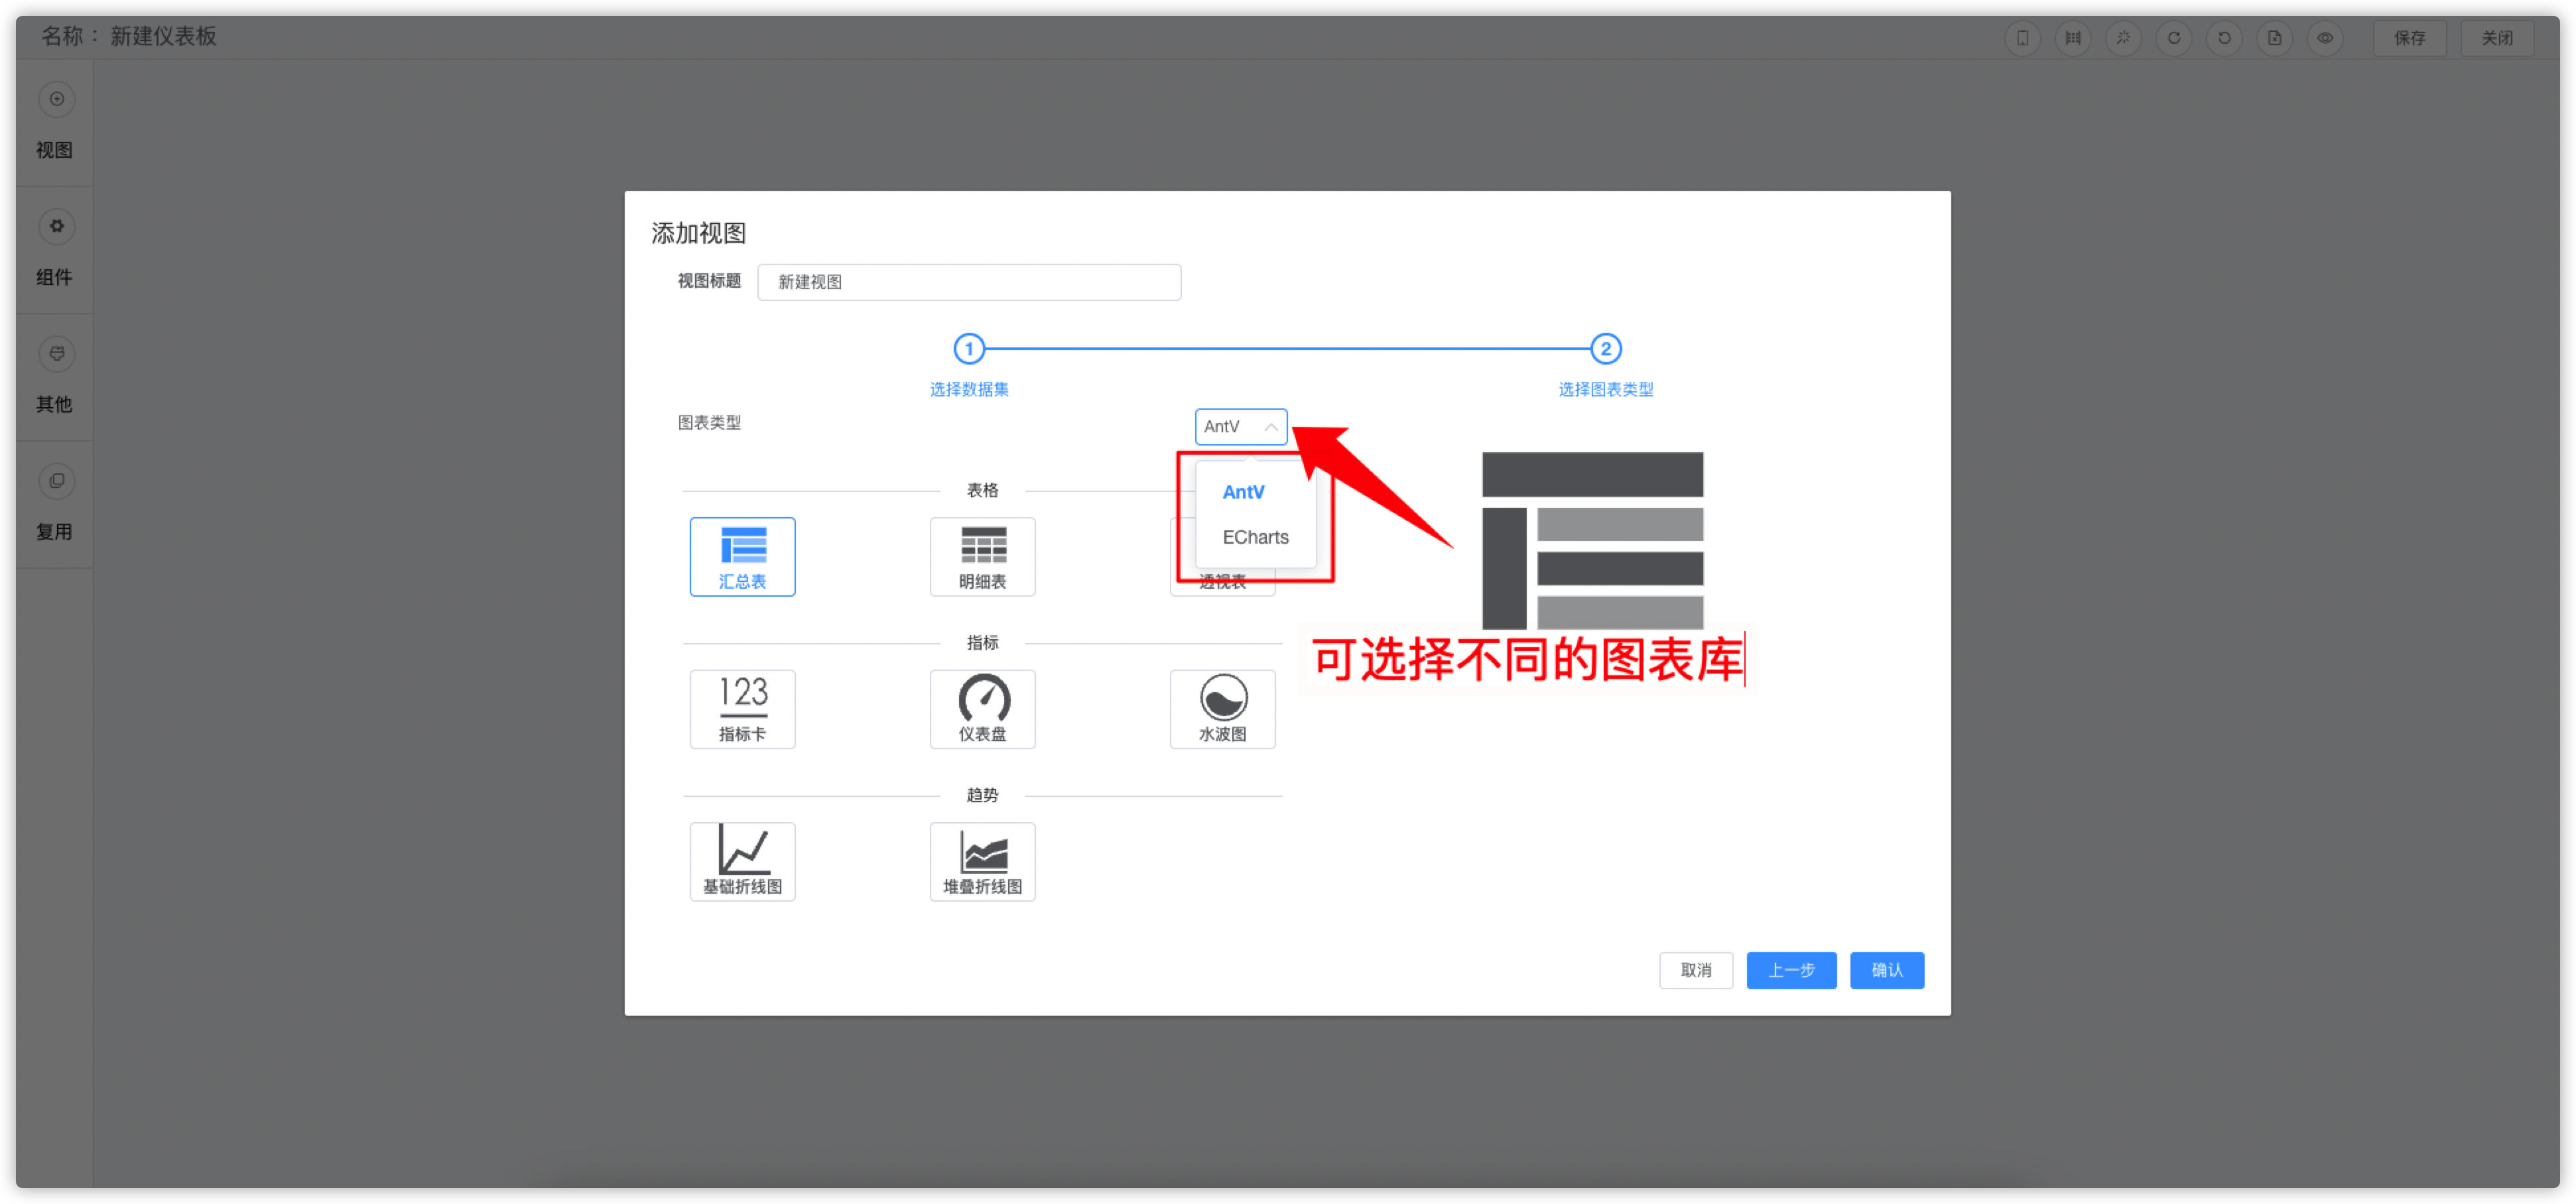 名称： 新建仪表板
保存
关闭
视图
组件
其他
复用
添加视图
视图标题
新建视图
1
2
选择数据集
选择图表类型
图表类型
AntV
AntV
ECharts
表格
汇总表
明细表
透视表
可选择不同的图表库
指标
123
指标卡
仪表盘
水波图
趋势
基础折线图
堆叠折线图
取消
上一步
确认